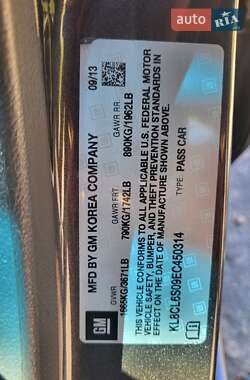 auto RIA
09/13
MFD BY GM KOREA COMPANY
GVWR GAWR FRT GAWR RR
1665KG/3671LB 790KG/1742LB 890KG/1962LB
THIS VEHICLE CONFORMS TO ALL APPLICABLE U.S. FEDERAL MOTOR
VEHICLE SAFETY, BUMPER, AND THEFT PREVENTION STANDARDS IN
EFFECT ON THE DATE OF MANUFACTURE SHOWN ABOVE.
KL8CL6S09EC450314 TYPE: PASS CAR
GM